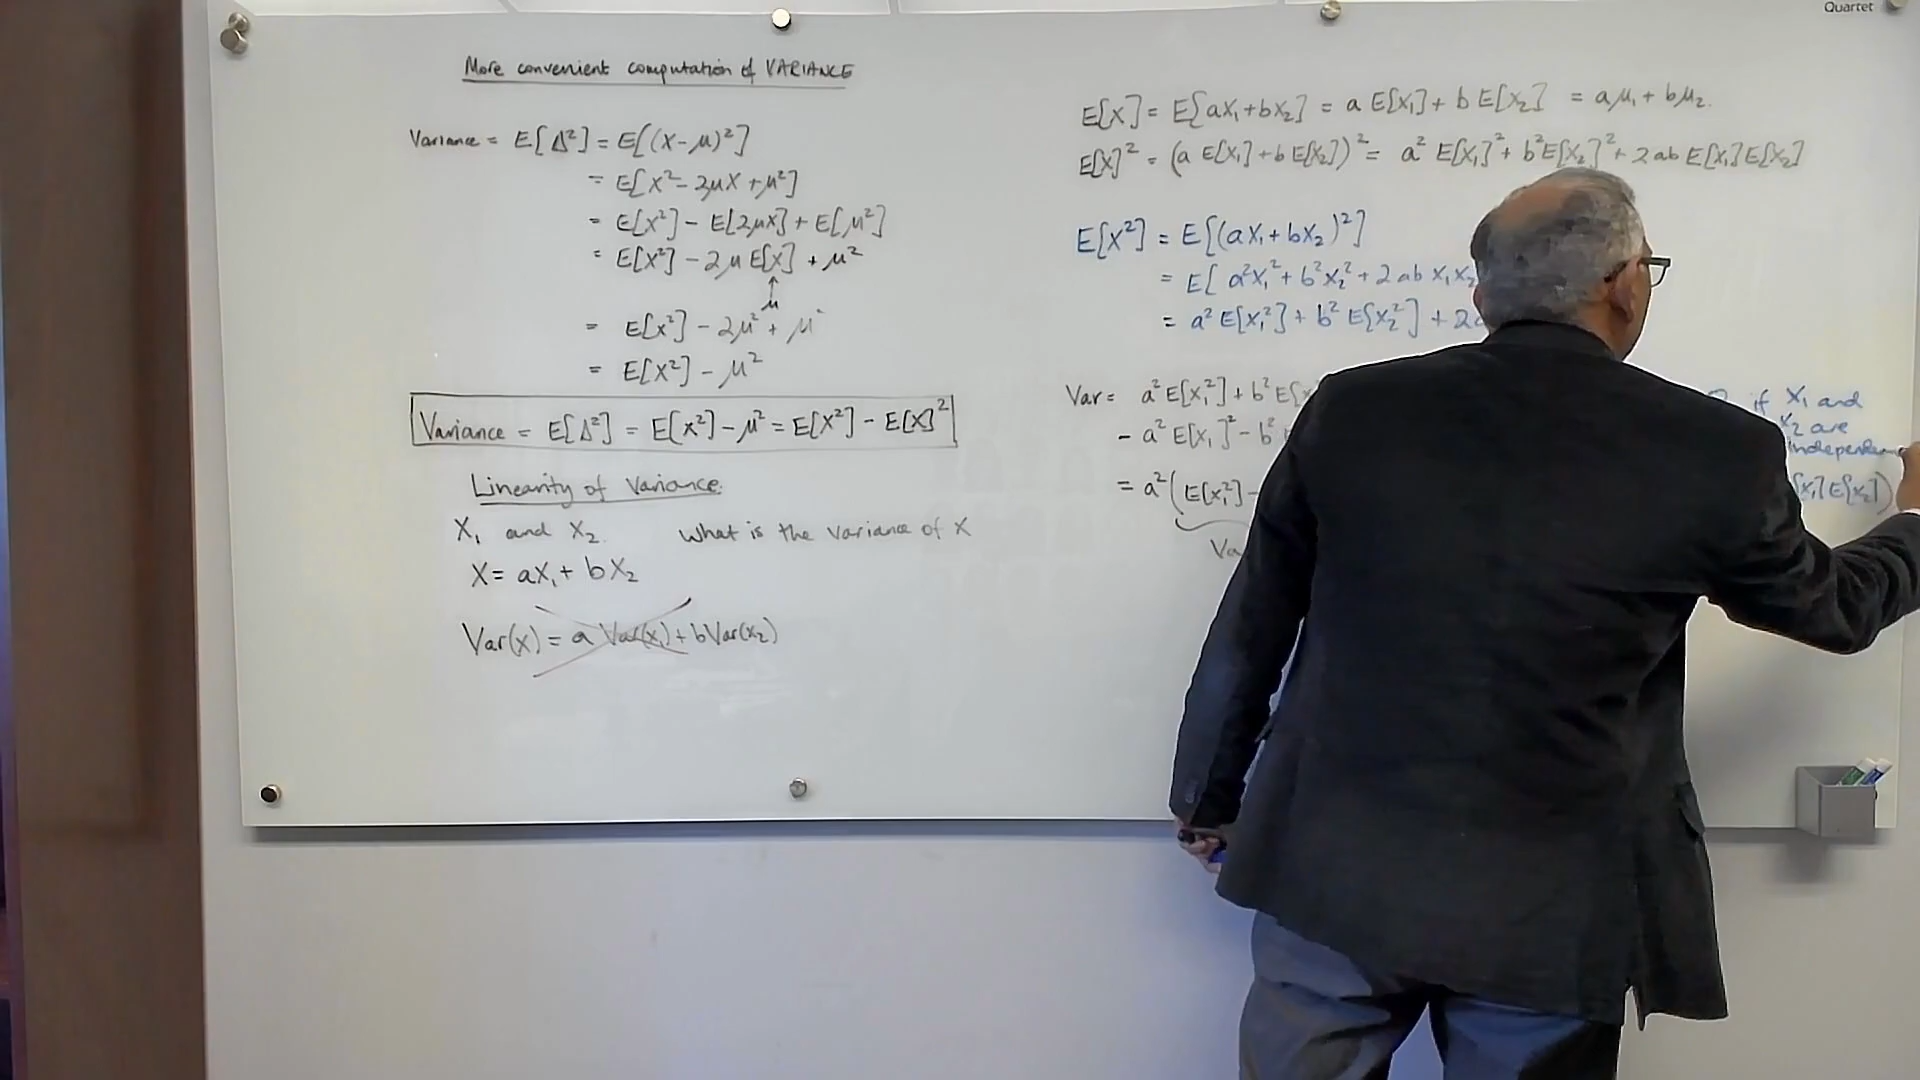 Quartet
More convenient computation of VARIANCE
Variance = E[Δ²] = E[(X-μ)²]
= E[X² - 2μX + μ²]
= E[X²] - E[2μX] + E[μ²]
= E[X²] - 2μ E[X] + μ²
↑
μ
= E[X²] - 2μ² + μ²
= E[X²] - μ²
Variance = E[Δ²] = E[X²] - μ² = E[X²] - E[X]²
Linearity of Variance
X₁ and X₂. What is the variance of X
X = aX₁ + bX₂
Var(X) = a Var(X₁) + b Var(X₂)
E[X] = E[aX₁+bX₂] = a E[X₁] + b E[X₂] = aμ₁ + bμ₂.
E[X]² = (a E[X₁] + b E[X₂])² = a² E[X₁]² + b² E[X₂]² + 2ab E[X₁]E[X₂]
E[X²] = E[(aX₁+bX₂)²]
= E[a²X₁² + b²X₂² + 2ab X₁X₂
= a² E[X₁²] + b² E[X₂²] + 2
Var = a² E[X₁²] + b² E[X
- a² E[X₁]² - b²
= a² (E[X₁²] -
Va
if X₁ and
X₂ are
independen
[X₁] E[X₂])